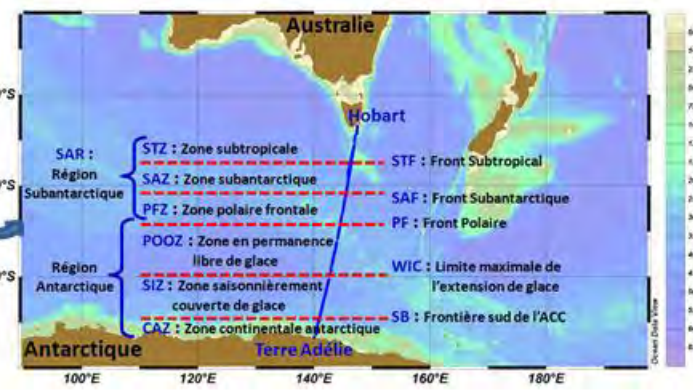 Australie
Hobart
SAR :
Région
Subantarctique
STZ : Zone subtropicale
STF : Front Subtropical
SAZ : Zone subantarctique
SAF : Front Subantarctique
PFZ : Zone polaire frontale
PF : Front Polaire
POOZ : Zone en permanence
libre de glace
Région
Antarctique
WIC : Limite maximale de
l'extension de glace
SIZ : Zone saisonnièrement
couverte de glace
SB : Frontière sud de l'ACC
CAZ : Zone continentale antarctique
Antarctique
Terre Adélie
Ocean Data View
100°E
120°E
140°E
160°E
180°E